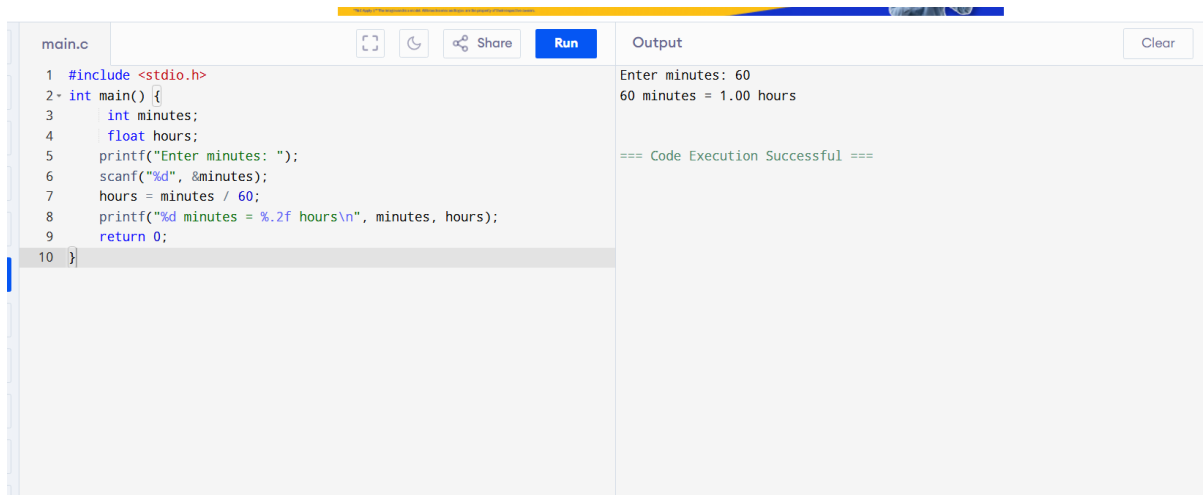 main.c
Share
Run
1 #include <stdio.h>
2 int main() {
3 int minutes;
4 float hours;
5 printf("Enter minutes: ");
6 scanf("%d", &minutes);
7 hours = minutes / 60;
8 printf("%d minutes = %.2f hours\n", minutes, hours);
9 return 0;
10 }
Output
Clear
Enter minutes: 60
60 minutes = 1.00 hours
=== Code Execution Successful ===